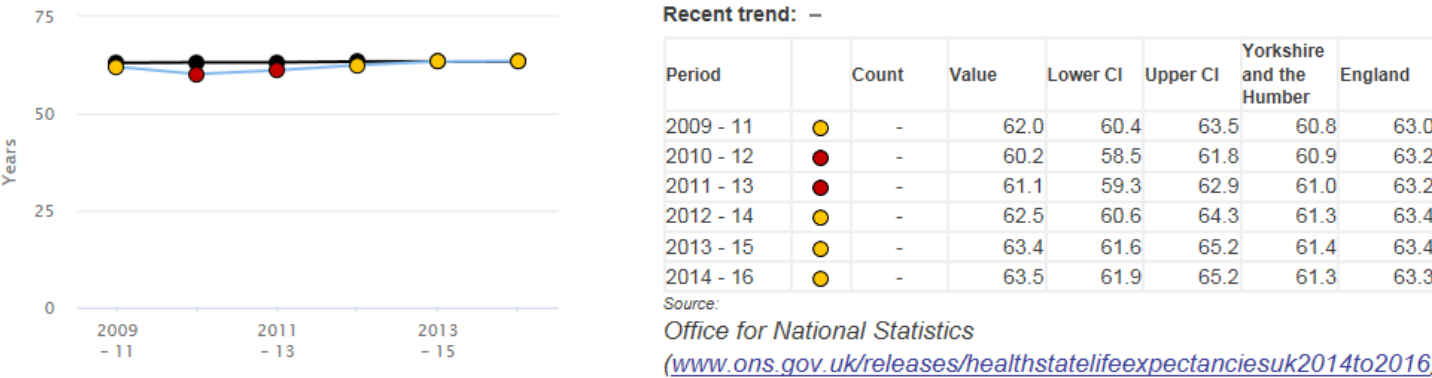 75
50
25
0
Years
2009 2011 2013
– 11 – 13 – 15
Recent trend: –
Period Count Value Lower CI Upper CI Yorkshire and the Humber England
2009 - 11 - 62.0 60.4 63.5 60.8 63.0
2010 - 12 - 60.2 58.5 61.8 60.9 63.2
2011 - 13 - 61.1 59.3 62.9 61.0 63.2
2012 - 14 - 62.5 60.6 64.3 61.3 63.4
2013 - 15 - 63.4 61.6 65.2 61.4 63.4
2014 - 16 - 63.5 61.9 65.2 61.3 63.3
Source:
Office for National Statistics
(www.ons.gov.uk/releases/healthstatelifeexpectanciesuk2014to2016)